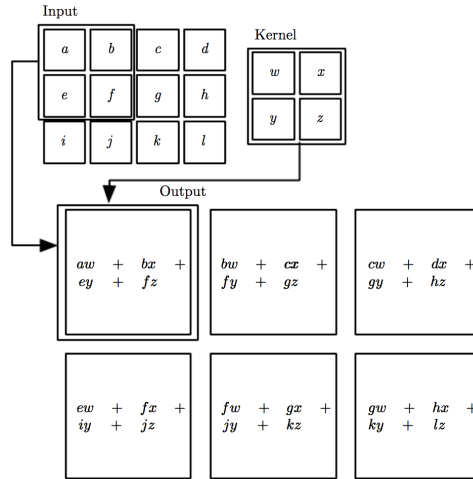 Input
a b c d
e f g h
i j k l
Kernel
w x
y z
Output
aw + bx +
ey + fz
bw + cx +
fy + gz
cw + dx +
gy + hz
ew + fx +
iy + jz
fw + gx +
jy + kz
gw + hx +
ky + lz